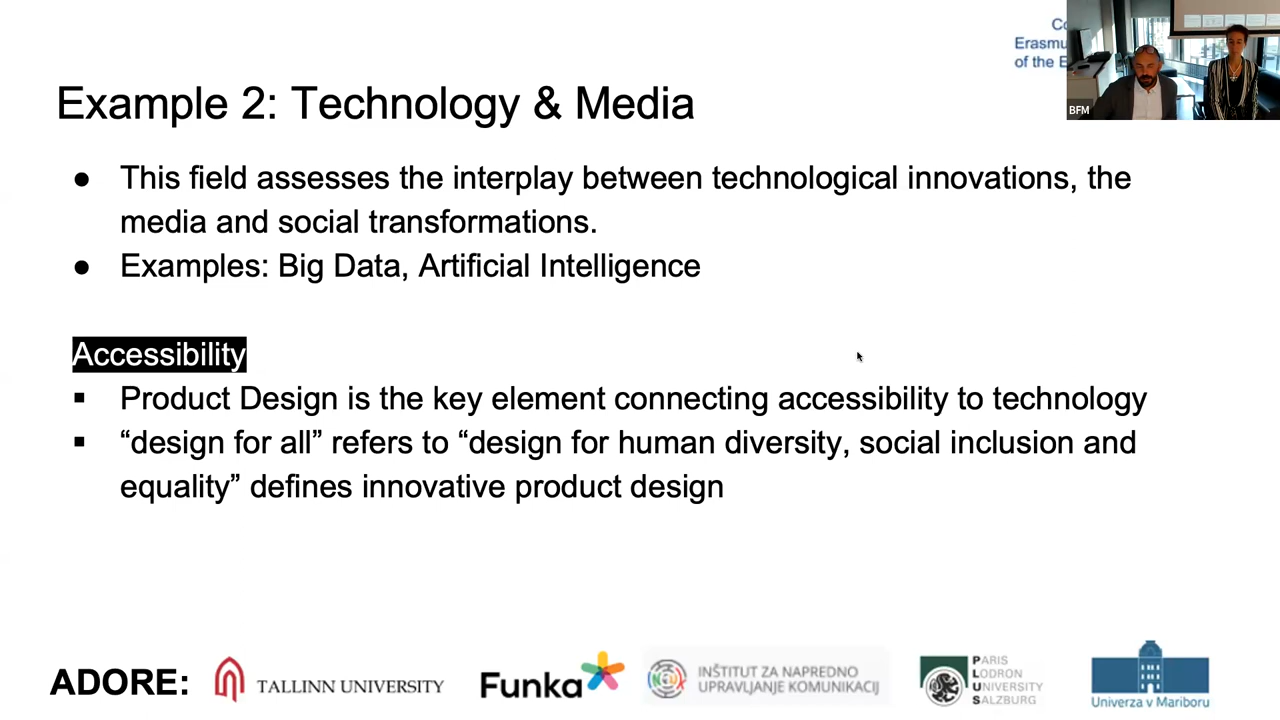 Co
Erasmu
of the E
BFM
Example 2: Technology & Media
● This field assesses the interplay between technological innovations, the
media and social transformations.
● Examples: Big Data, Artificial Intelligence
Accessibility
▪ Product Design is the key element connecting accessibility to technology
▪ “design for all” refers to “design for human diversity, social inclusion and
equality” defines innovative product design
ADORE:
TALLINN UNIVERSITY
Funka
INŠTITUT ZA NAPREDNO
UPRAVLJANJE KOMUNIKACIJ
PARIS
LODRON
UNIVERSITY
SALZBURG
PLUS
Univerza v Mariboru